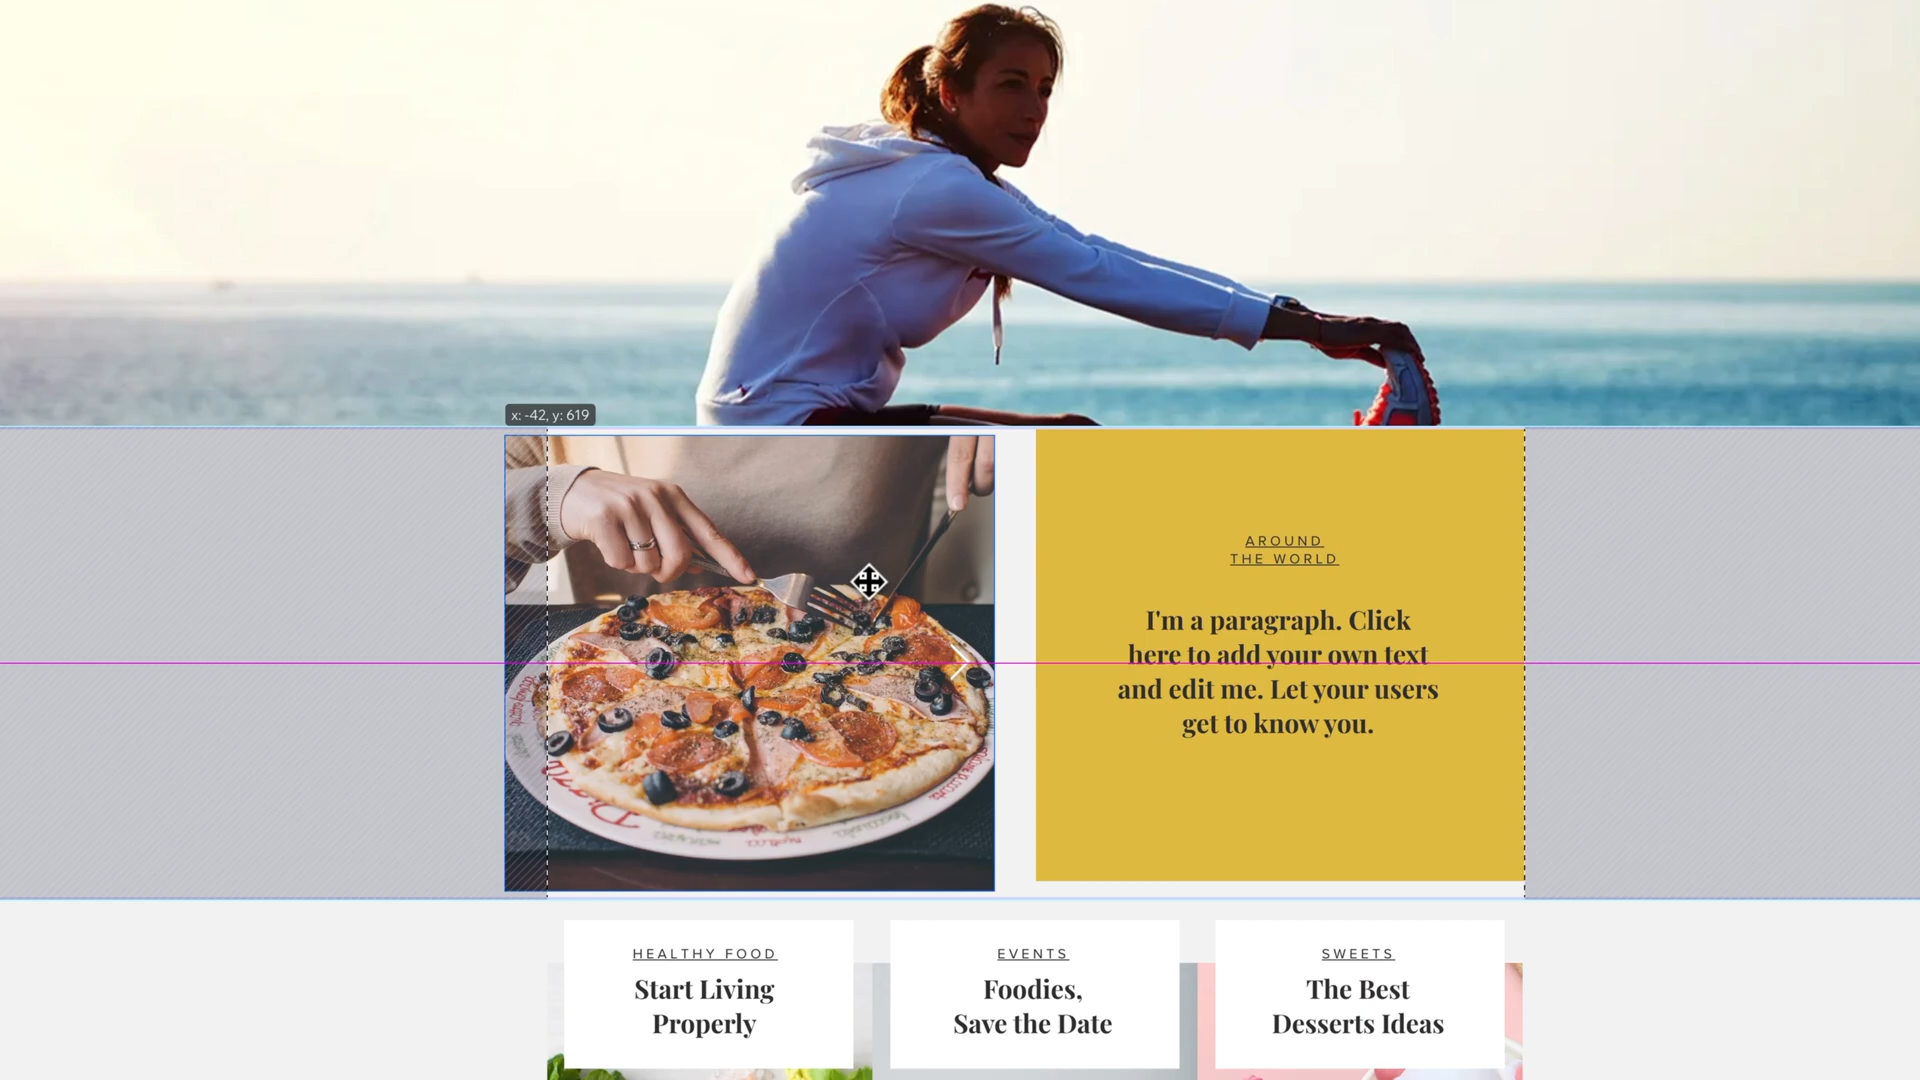 x: -42, y: 619
AROUND
THE WORLD
I'm a paragraph. Click
here to add your own text
and edit me. Let your users
get to know you.
HEALTHY FOOD
Start Living
Properly
EVENTS
Foodies,
Save the Date
SWEETS
The Best
Desserts Ideas